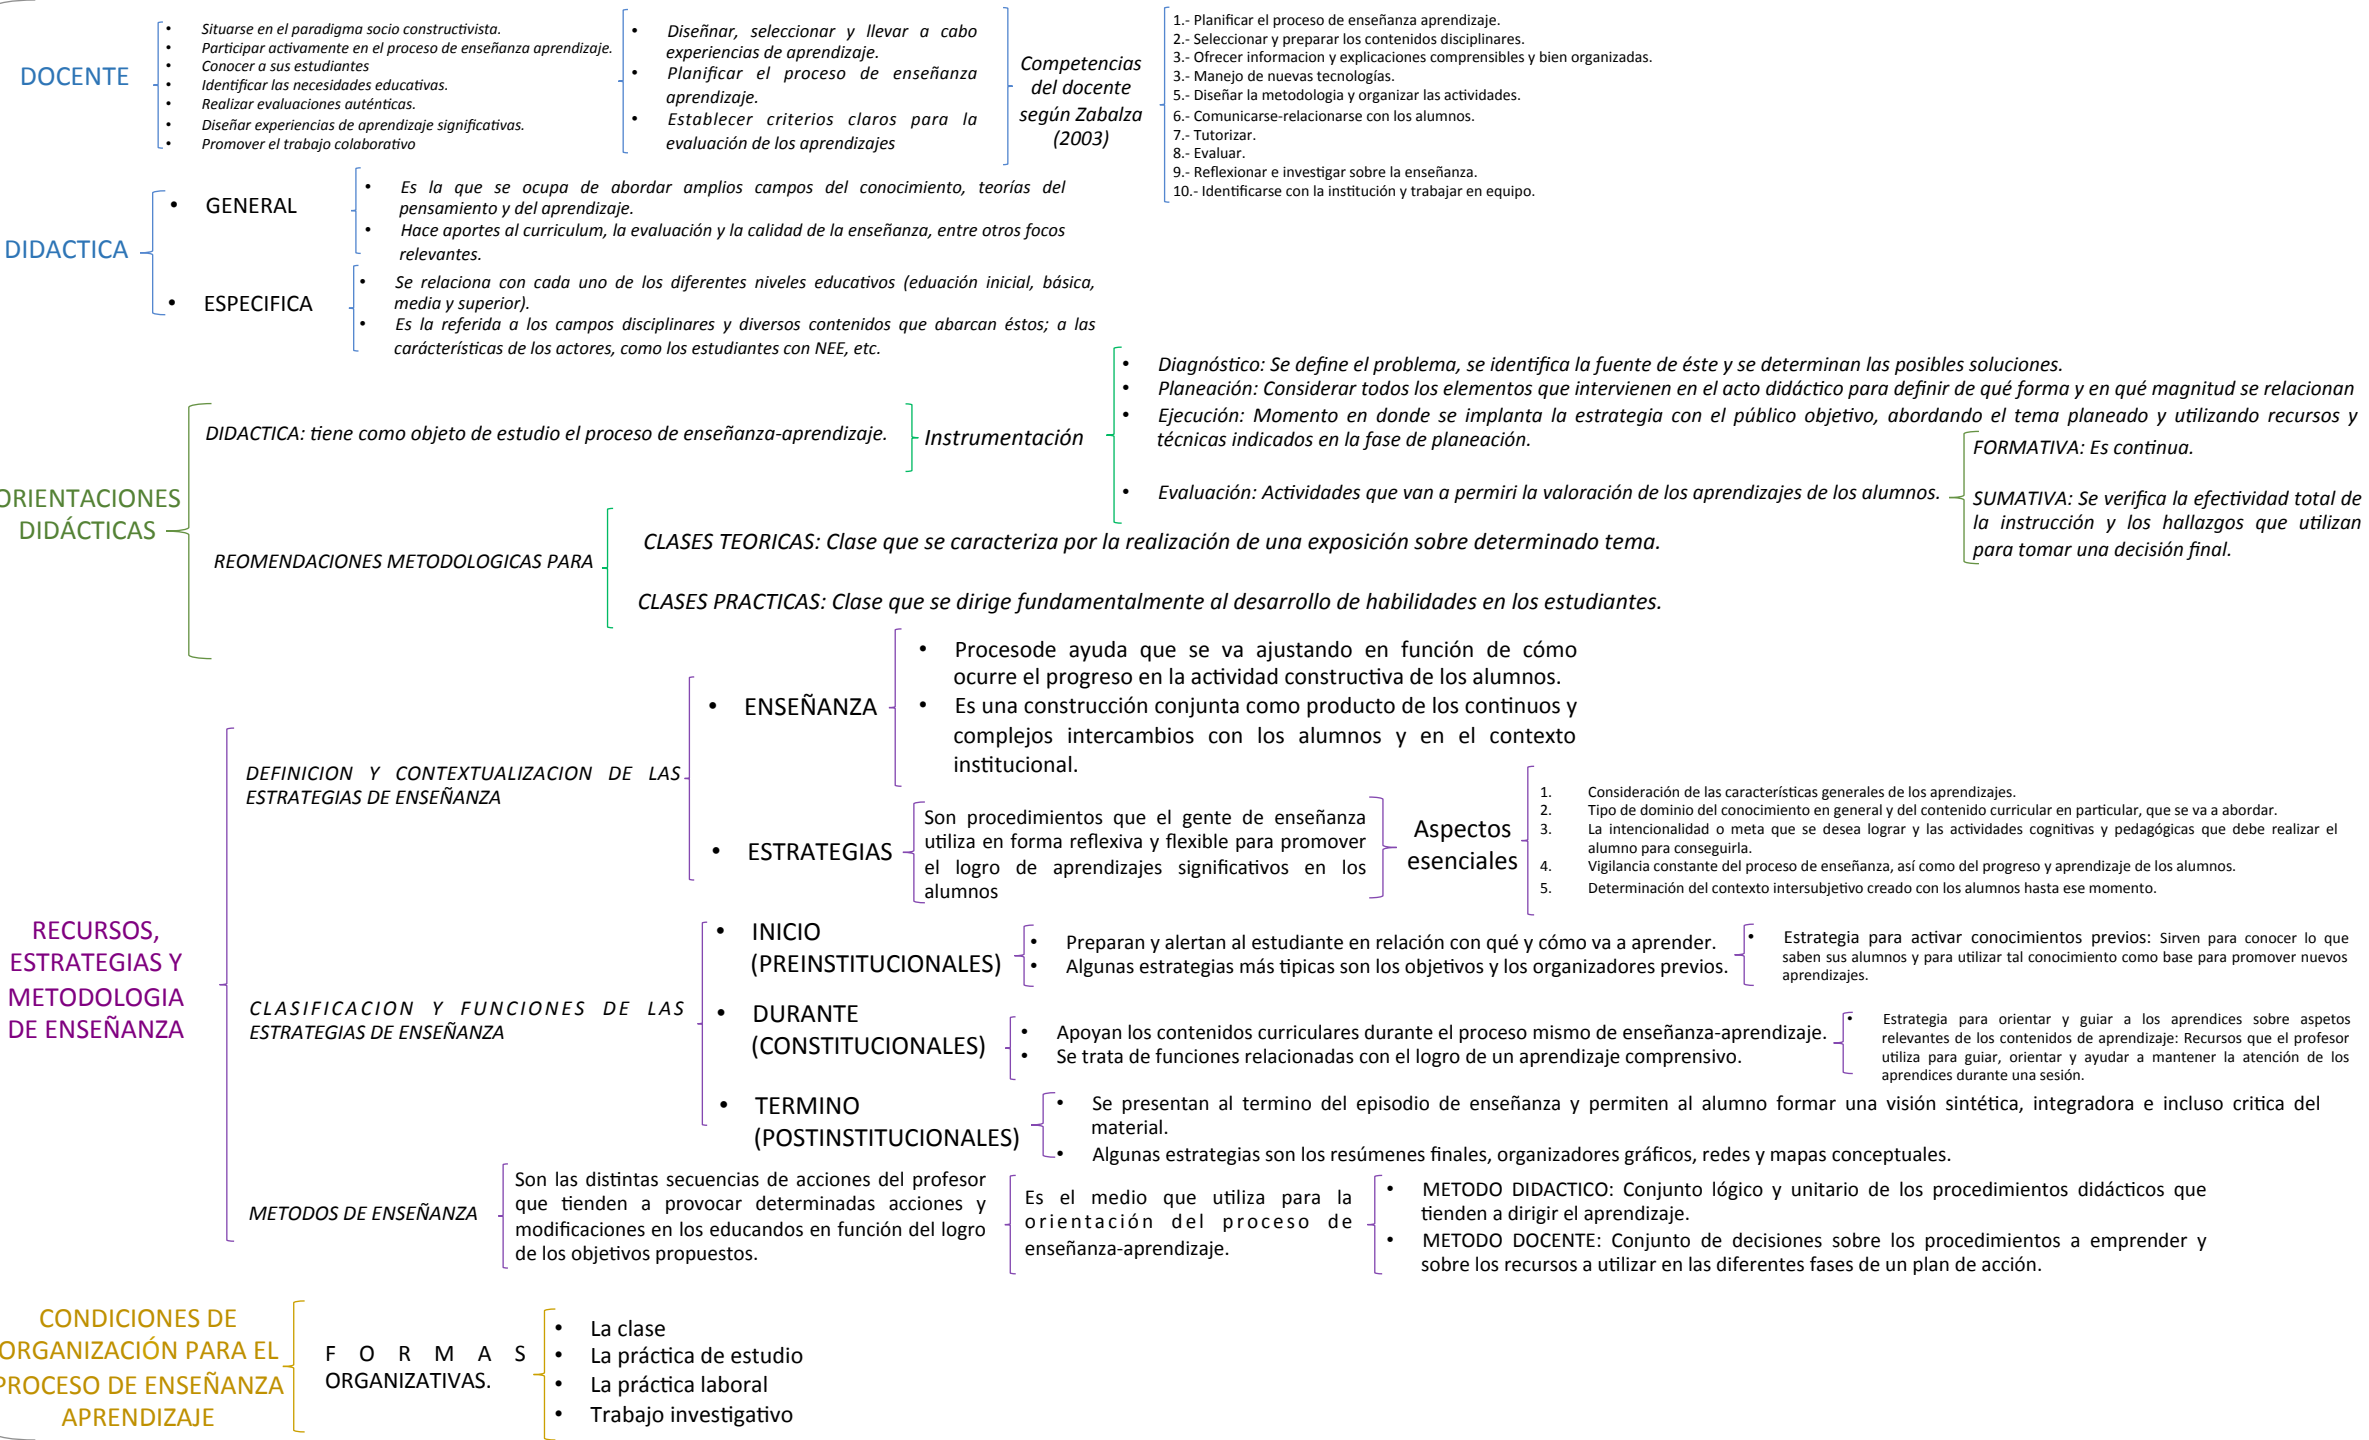 DOCENTE
• Situarse en el paradigma socio constructivista.
• Participar activamente en el proceso de enseñanza aprendizaje.
• Conocer a sus estudiantes
• Identificar las necesidades educativas.
• Realizar evaluaciones auténticas.
• Diseñar experiencias de aprendizaje significativas.
• Promover el trabajo colaborativo
• Diseñnar, seleccionar y llevar a cabo
experiencias de aprendizaje.
• Planificar el proceso de enseñanza
aprendizaje.
• Establecer criterios claros para la
evaluación de los aprendizajes
Competencias
del docente
según Zabalza
(2003)
1.- Planificar el proceso de enseñanza aprendizaje.
2.- Seleccionar y preparar los contenidos disciplinares.
3.- Ofrecer informacion y explicaciones comprensibles y bien organizadas.
3.- Manejo de nuevas tecnologías.
5.- Diseñar la metodologia y organizar las actividades.
6.- Comunicarse-relacionarse con los alumnos.
7.- Tutorizar.
8.- Evaluar.
9.- Reflexionar e investigar sobre la enseñanza.
10.- Identificarse con la institución y trabajar en equipo.
DIDACTICA
• GENERAL
• Es la que se ocupa de abordar amplios campos del conocimiento, teorías del
pensamiento y del aprendizaje.
• Hace aportes al curriculum, la evaluación y la calidad de la enseñanza, entre otros focos
relevantes.
• ESPECIFICA
• Se relaciona con cada uno de los diferentes niveles educativos (eduación inicial, básica,
media y superior).
• Es la referida a los campos disciplinares y diversos contenidos que abarcan éstos; a las
carácterísticas de los actores, como los estudiantes con NEE, etc.
ORIENTACIONES
DIDÁCTICAS
DIDACTICA: tiene como objeto de estudio el proceso de enseñanza-aprendizaje.
Instrumentación
• Diagnóstico: Se define el problema, se identifica la fuente de éste y se determinan las posibles soluciones.
• Planeación: Considerar todos los elementos que intervienen en el acto didáctico para definir de qué forma y en qué magnitud se relacionan
• Ejecución: Momento en donde se implanta la estrategia con el público objetivo, abordando el tema planeado y utilizando recursos y
técnicas indicados en la fase de planeación.
• Evaluación: Actividades que van a permiri la valoración de los aprendizajes de los alumnos.
FORMATIVA: Es continua.
SUMATIVA: Se verifica la efectividad total de
la instrucción y los hallazgos que utilizan
para tomar una decisión final.
REOMENDACIONES METODOLOGICAS PARA
CLASES TEORICAS: Clase que se caracteriza por la realización de una exposición sobre determinado tema.
CLASES PRACTICAS: Clase que se dirige fundamentalmente al desarrollo de habilidades en los estudiantes.
RECURSOS,
ESTRATEGIAS Y
METODOLOGIA
DE ENSEÑANZA
DEFINICION Y CONTEXTUALIZACION DE LAS
ESTRATEGIAS DE ENSEÑANZA
• ENSEÑANZA
• Procesode ayuda que se va ajustando en función de cómo
ocurre el progreso en la actividad constructiva de los alumnos.
• Es una construcción conjunta como producto de los continuos y
complejos intercambios con los alumnos y en el contexto
institucional.
• ESTRATEGIAS
Son procedimientos que el gente de enseñanza
utiliza en forma reflexiva y flexible para promover
el logro de aprendizajes significativos en los
alumnos
Aspectos
esenciales
1. Consideración de las características generales de los aprendizajes.
2. Tipo de dominio del conocimiento en general y del contenido curricular en particular, que se va a abordar.
3. La intencionalidad o meta que se desea lograr y las actividades cognitivas y pedagógicas que debe realizar el
alumno para conseguirla.
4. Vigilancia constante del proceso de enseñanza, así como del progreso y aprendizaje de los alumnos.
5. Determinación del contexto intersubjetivo creado con los alumnos hasta ese momento.
CLASIFICACION Y FUNCIONES DE LAS
ESTRATEGIAS DE ENSEÑANZA
• INICIO
(PREINSTITUCIONALES)
• Preparan y alertan al estudiante en relación con qué y cómo va a aprender.
• Algunas estrategias más tipicas son los objetivos y los organizadores previos.
• Estrategia para activar conocimientos previos: Sirven para conocer lo que
saben sus alumnos y para utilizar tal conocimiento como base para promover nuevos
aprendizajes.
• DURANTE
(CONSTITUCIONALES)
• Apoyan los contenidos curriculares durante el proceso mismo de enseñanza-aprendizaje.
• Se trata de funciones relacionadas con el logro de un aprendizaje comprensivo.
• Estrategia para orientar y guiar a los aprendices sobre aspetos
relevantes de los contenidos de aprendizaje: Recursos que el profesor
utiliza para guiar, orientar y ayudar a mantener la atención de los
aprendices durante una sesión.
• TERMINO
(POSTINSTITUCIONALES)
• Se presentan al termino del episodio de enseñanza y permiten al alumno formar una visión sintética, integradora e incluso critica del
material.
• Algunas estrategias son los resúmenes finales, organizadores gráficos, redes y mapas conceptuales.
METODOS DE ENSEÑANZA
Son las distintas secuencias de acciones del profesor
que tienden a provocar determinadas acciones y
modificaciones en los educandos en función del logro
de los objetivos propuestos.
Es el medio que utiliza para la
orientación del proceso de
enseñanza-aprendizaje.
• METODO DIDACTICO: Conjunto lógico y unitario de los procedimientos didácticos que
tienden a dirigir el aprendizaje.
• METODO DOCENTE: Conjunto de decisiones sobre los procedimientos a emprender y
sobre los recursos a utilizar en las diferentes fases de un plan de acción.
CONDICIONES DE
ORGANIZACIÓN PARA EL
PROCESO DE ENSEÑANZA
APRENDIZAJE
FORMAS
ORGANIZATIVAS.
• La clase
• La práctica de estudio
• La práctica laboral
• Trabajo investigativo